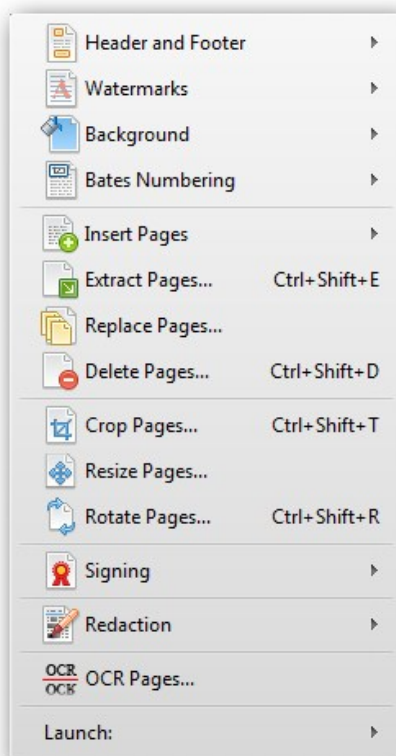 Header and Footer
Watermarks
Background
Bates Numbering
Insert Pages
Extract Pages... Ctrl+Shift+E
Replace Pages...
Delete Pages... Ctrl+Shift+D
Crop Pages... Ctrl+Shift+T
Resize Pages...
Rotate Pages... Ctrl+Shift+R
Signing
Redaction
OCR OCR Pages...
Launch: